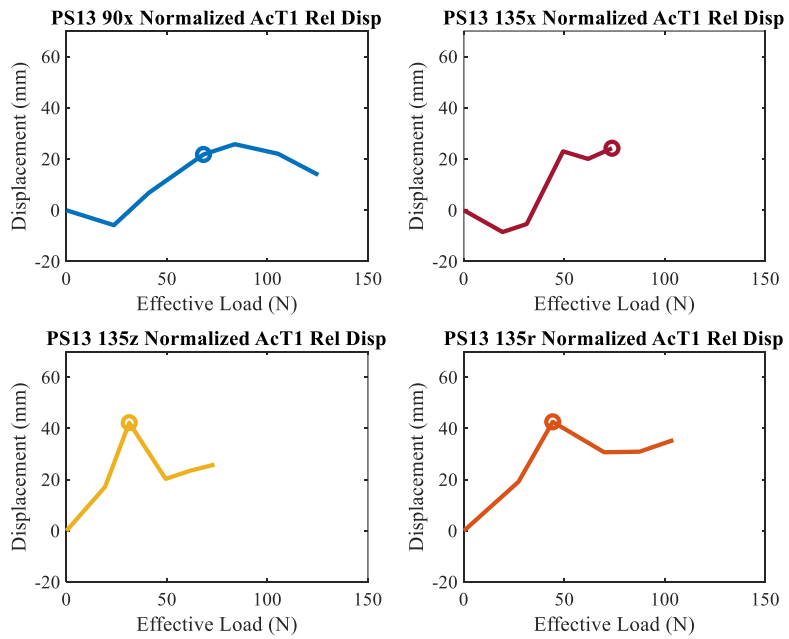 PS13 90x Normalized AcT1 Rel Disp
60
40
20
0
-20
Displacement (mm)
0 50 100 150
Effective Load (N)
PS13 135x Normalized AcT1 Rel Disp
60
40
20
0
-20
Displacement (mm)
0 50 100 150
Effective Load (N)
PS13 135z Normalized AcT1 Rel Disp
60
40
20
0
-20
Displacement (mm)
0 50 100 150
Effective Load (N)
PS13 135r Normalized AcT1 Rel Disp
60
40
20
0
-20
Displacement (mm)
0 50 100 150
Effective Load (N)